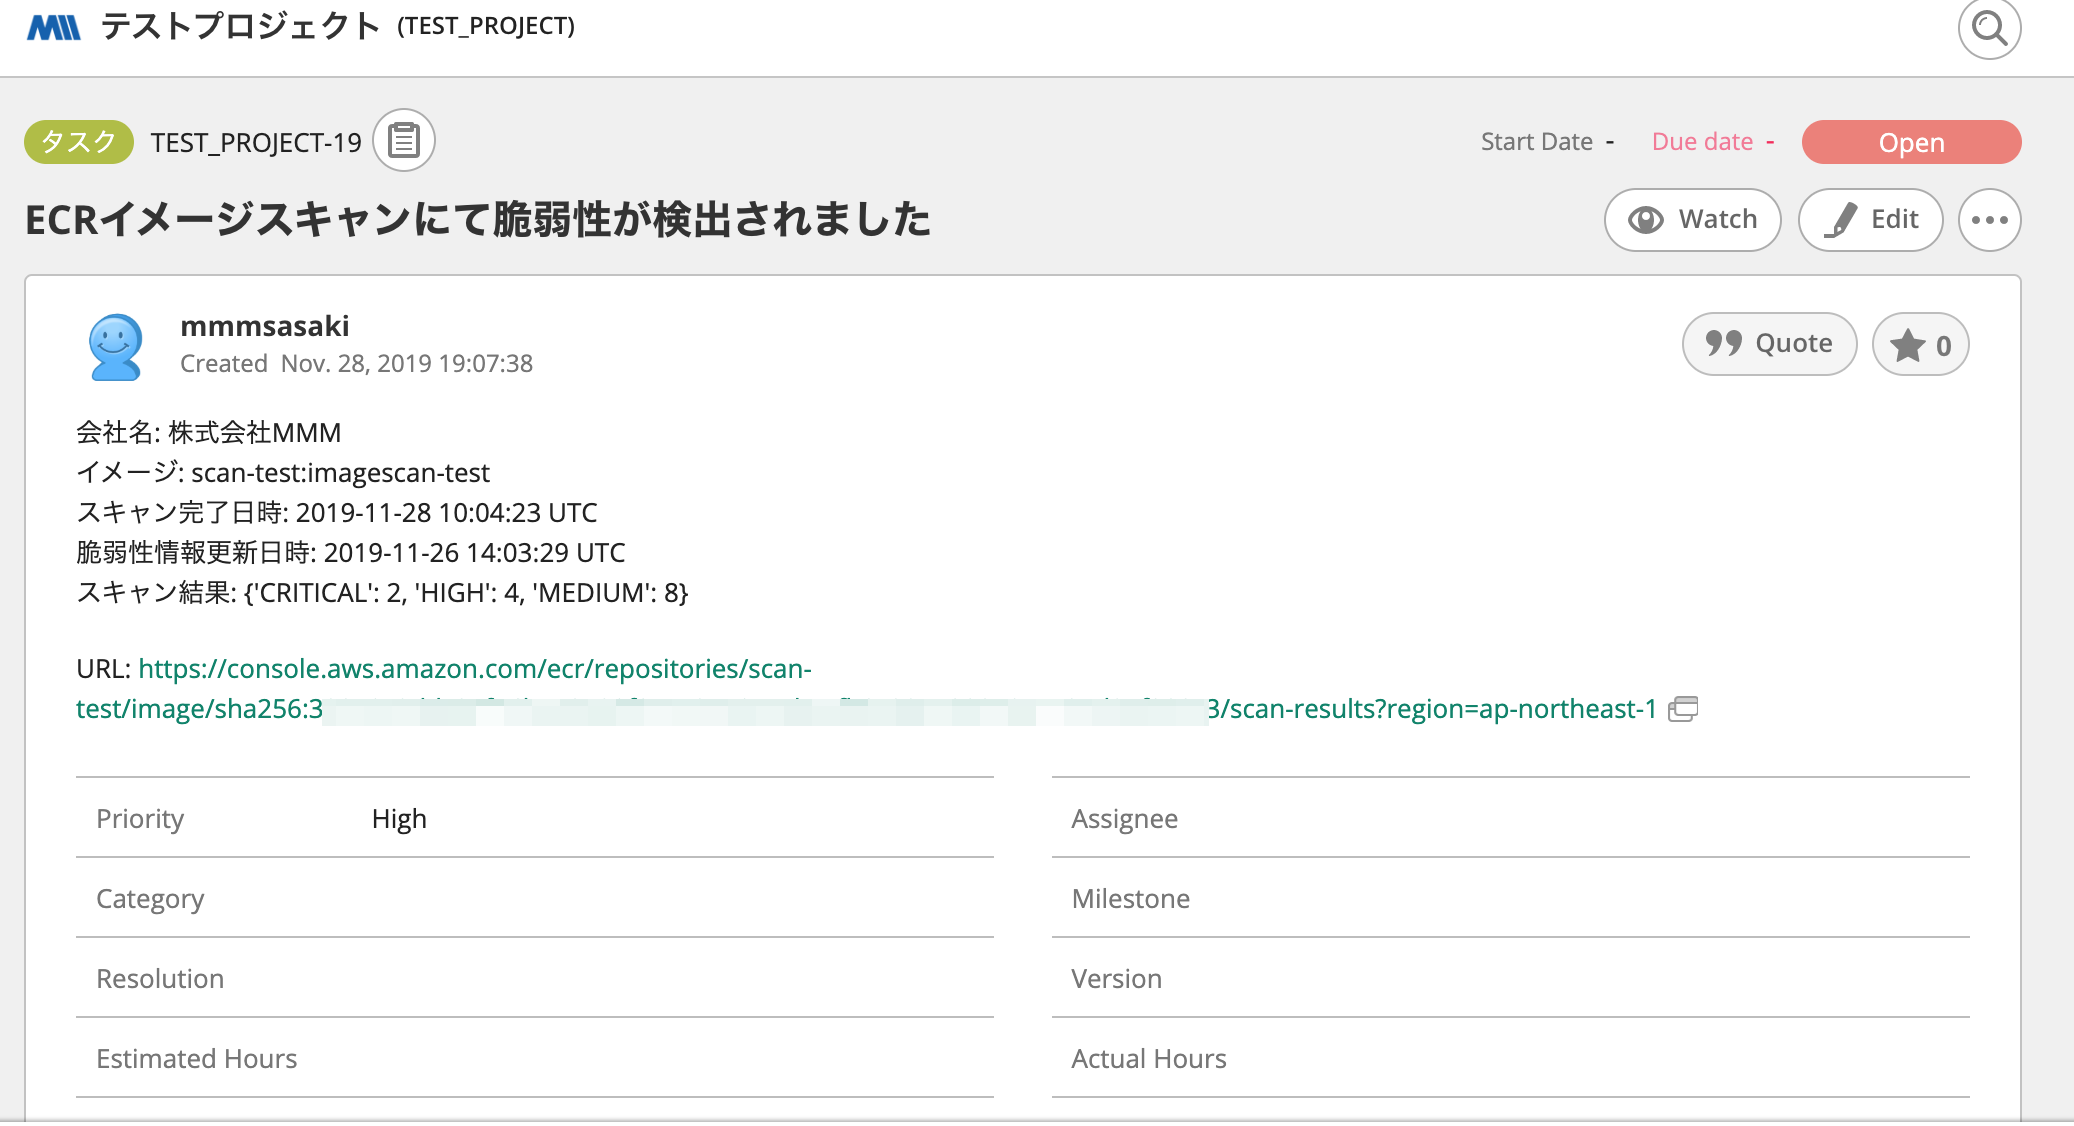 テストプロジェクト (TEST_PROJECT)
タスク TEST_PROJECT-19 Start Date - Due date - Open
ECRイメージスキャンにて脆弱性が検出されました Watch Edit
mmmsasaki
Created Nov. 28, 2019 19:07:38 Quote 0
会社名: 株式会社MMM
イメージ: scan-test:imagescan-test
スキャン完了日時: 2019-11-28 10:04:23 UTC
脆弱性情報更新日時: 2019-11-26 14:03:29 UTC
スキャン結果: {'CRITICAL': 2, 'HIGH': 4, 'MEDIUM': 8}
URL: https://console.aws.amazon.com/ecr/repositories/scan-
test/image/sha256:3 3/scan-results?region=ap-northeast-1
Priority High Assignee
Category Milestone
Resolution Version
Estimated Hours Actual Hours